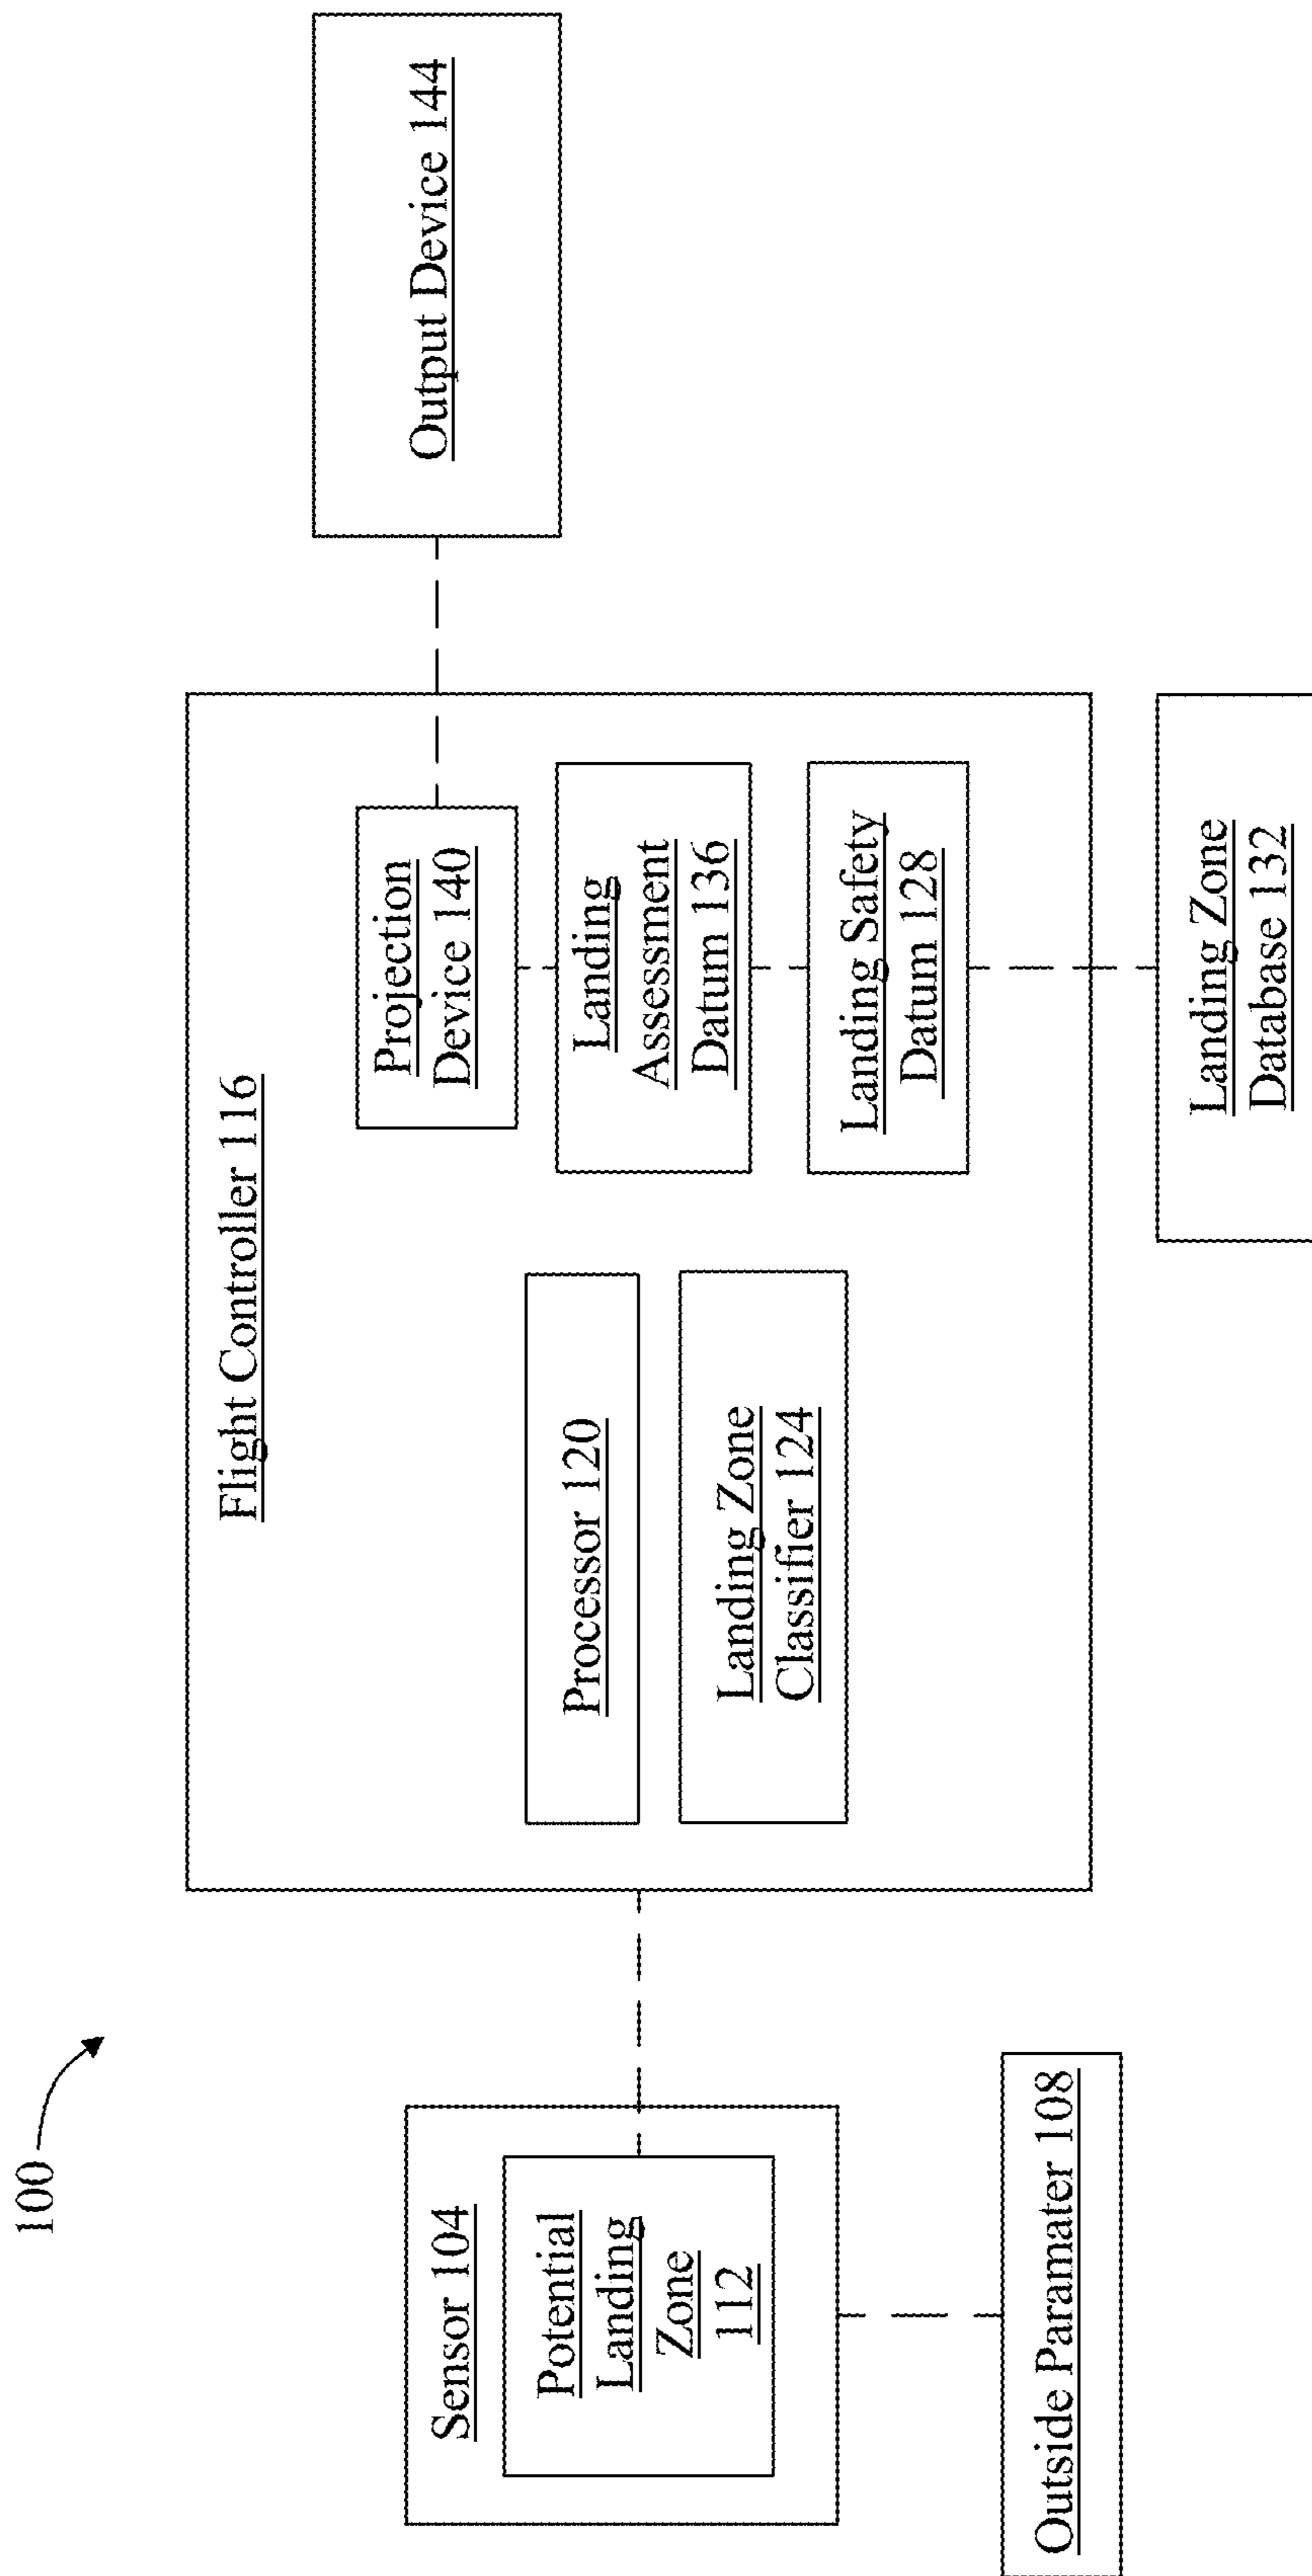 100
Sensor 104
Potential
Landing
Zone
112
Outside Paramater 108
Flight Controller 116
Processor 120
Landing Zone
Classifier 124
Projection
Device 140
Landing
Assessment
Datum 136
Landing Safety
Datum 128
Landing Zone
Database 132
Output Device 144